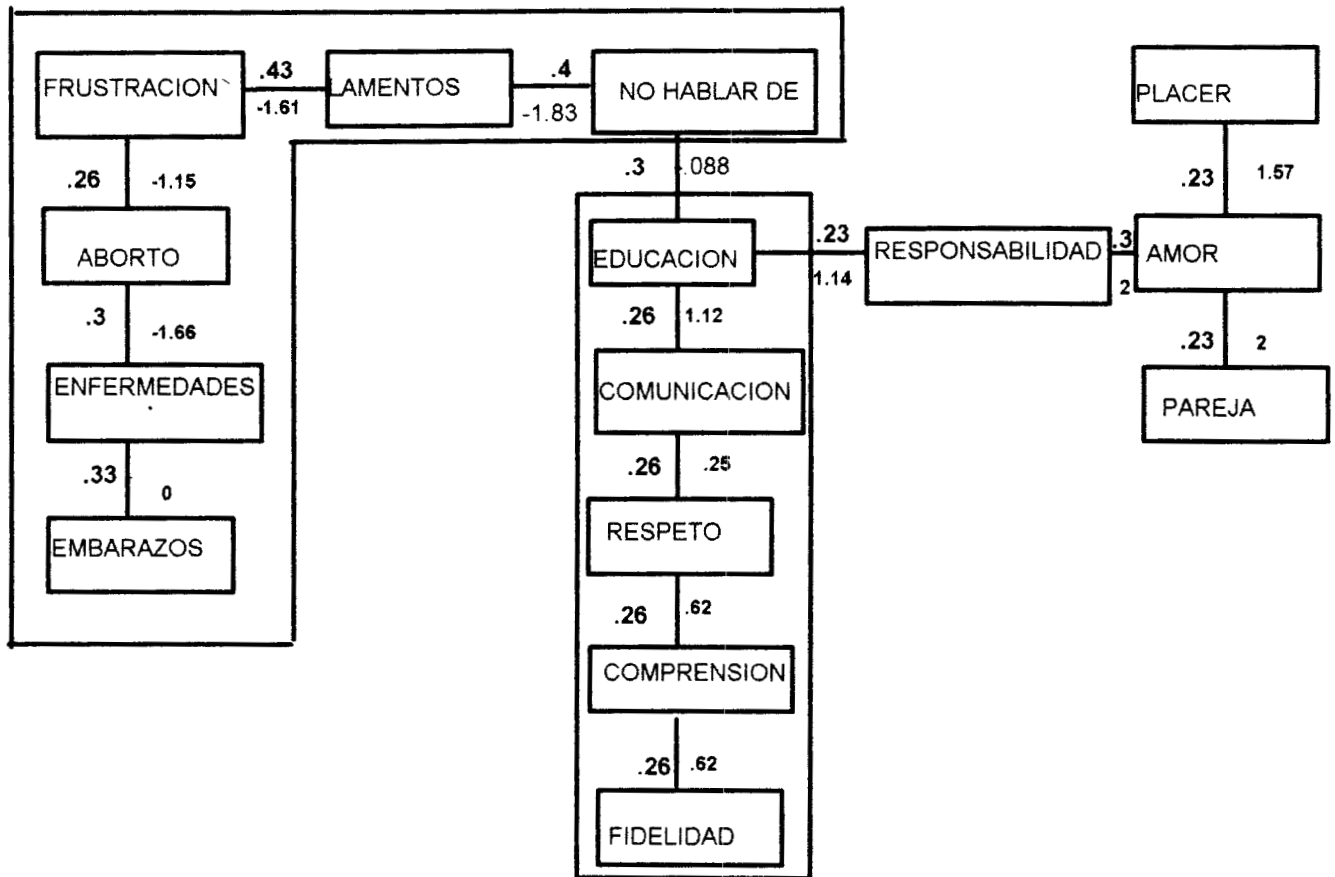 FRUSTRACION .43 LAMENTOS .4 NO HABLAR DE
-1.61 -1.83
PLACER
.26 -1.15
.3 -.088
.23 1.57
ABORTO
EDUCACION .23 RESPONSABILIDAD .3 AMOR
1.14 2
.3 -1.66
.26 1.12
.23 2
ENFERMEDADES
COMUNICACION
PAREJA
.33 0
.26 .25
EMBARAZOS
RESPETO
.26 .62
COMPRENSION
.26 .62
FIDELIDAD